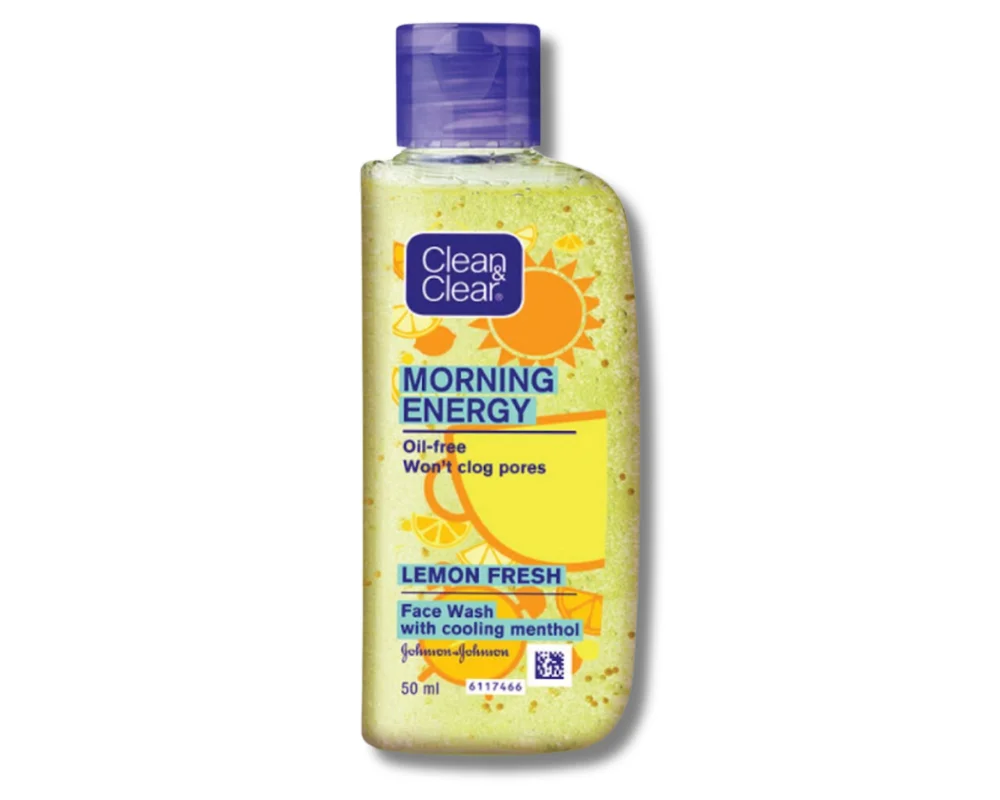 Clean &
Clear®
MORNING
ENERGY
Oil-free
Won't clog pores
LEMON FRESH
Face Wash
with cooling menthol
Johnson+Johnson
50 ml
6117466